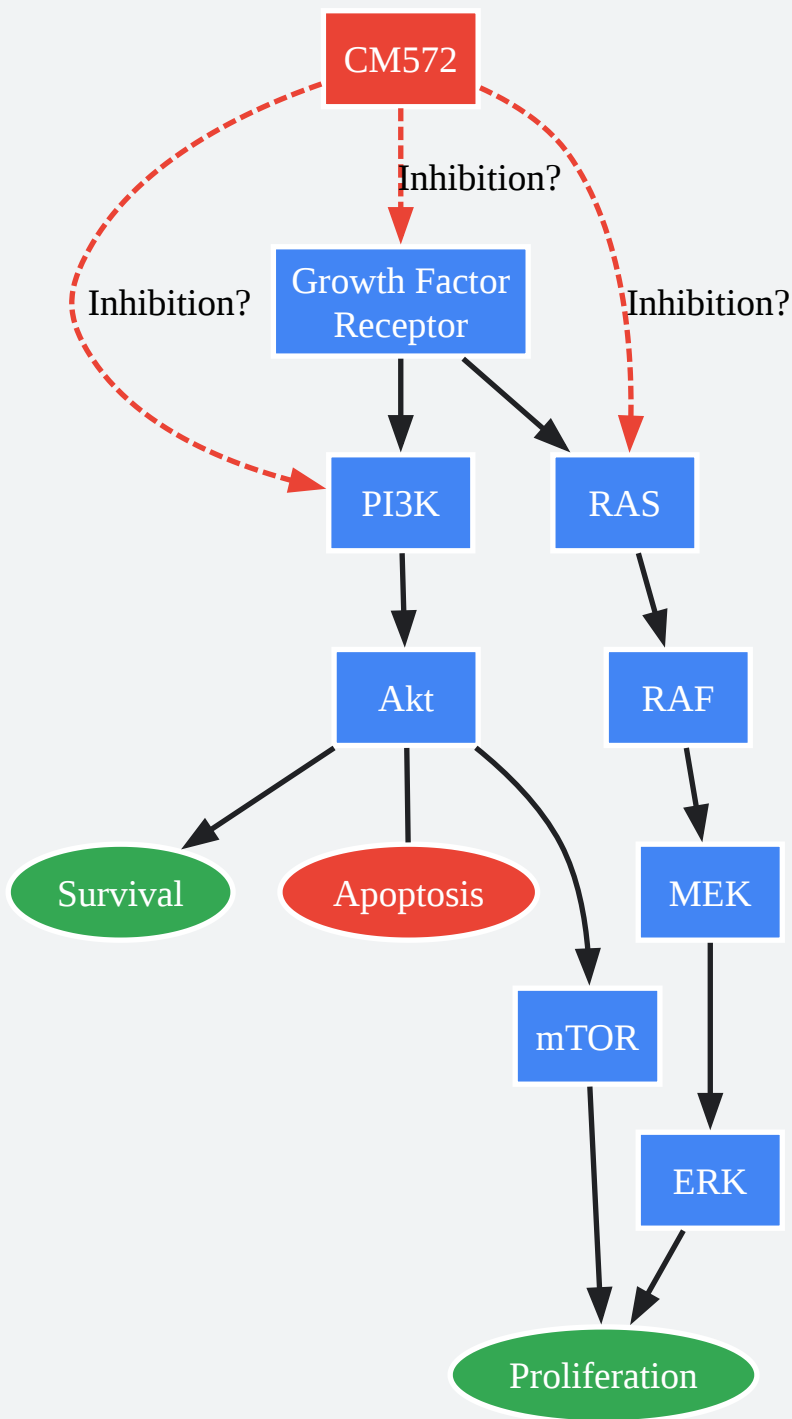 CM572
Inhibition?
Inhibition?
Inhibition?
Growth Factor
Receptor
PI3K
RAS
Akt
RAF
Survival
Apoptosis
MEK
mTOR
ERK
Proliferation